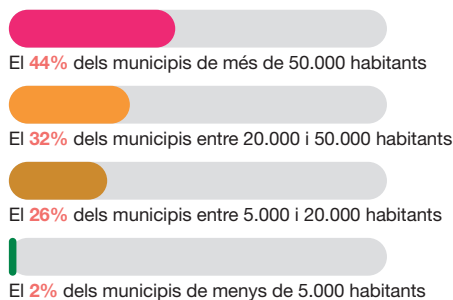 El 44% dels municipis de més de 50.000 habitants
El 32% dels municipis entre 20.000 i 50.000 habitants
El 26% dels municipis entre 5.000 i 20.000 habitants
El 2% dels municipis de menys de 5.000 habitants